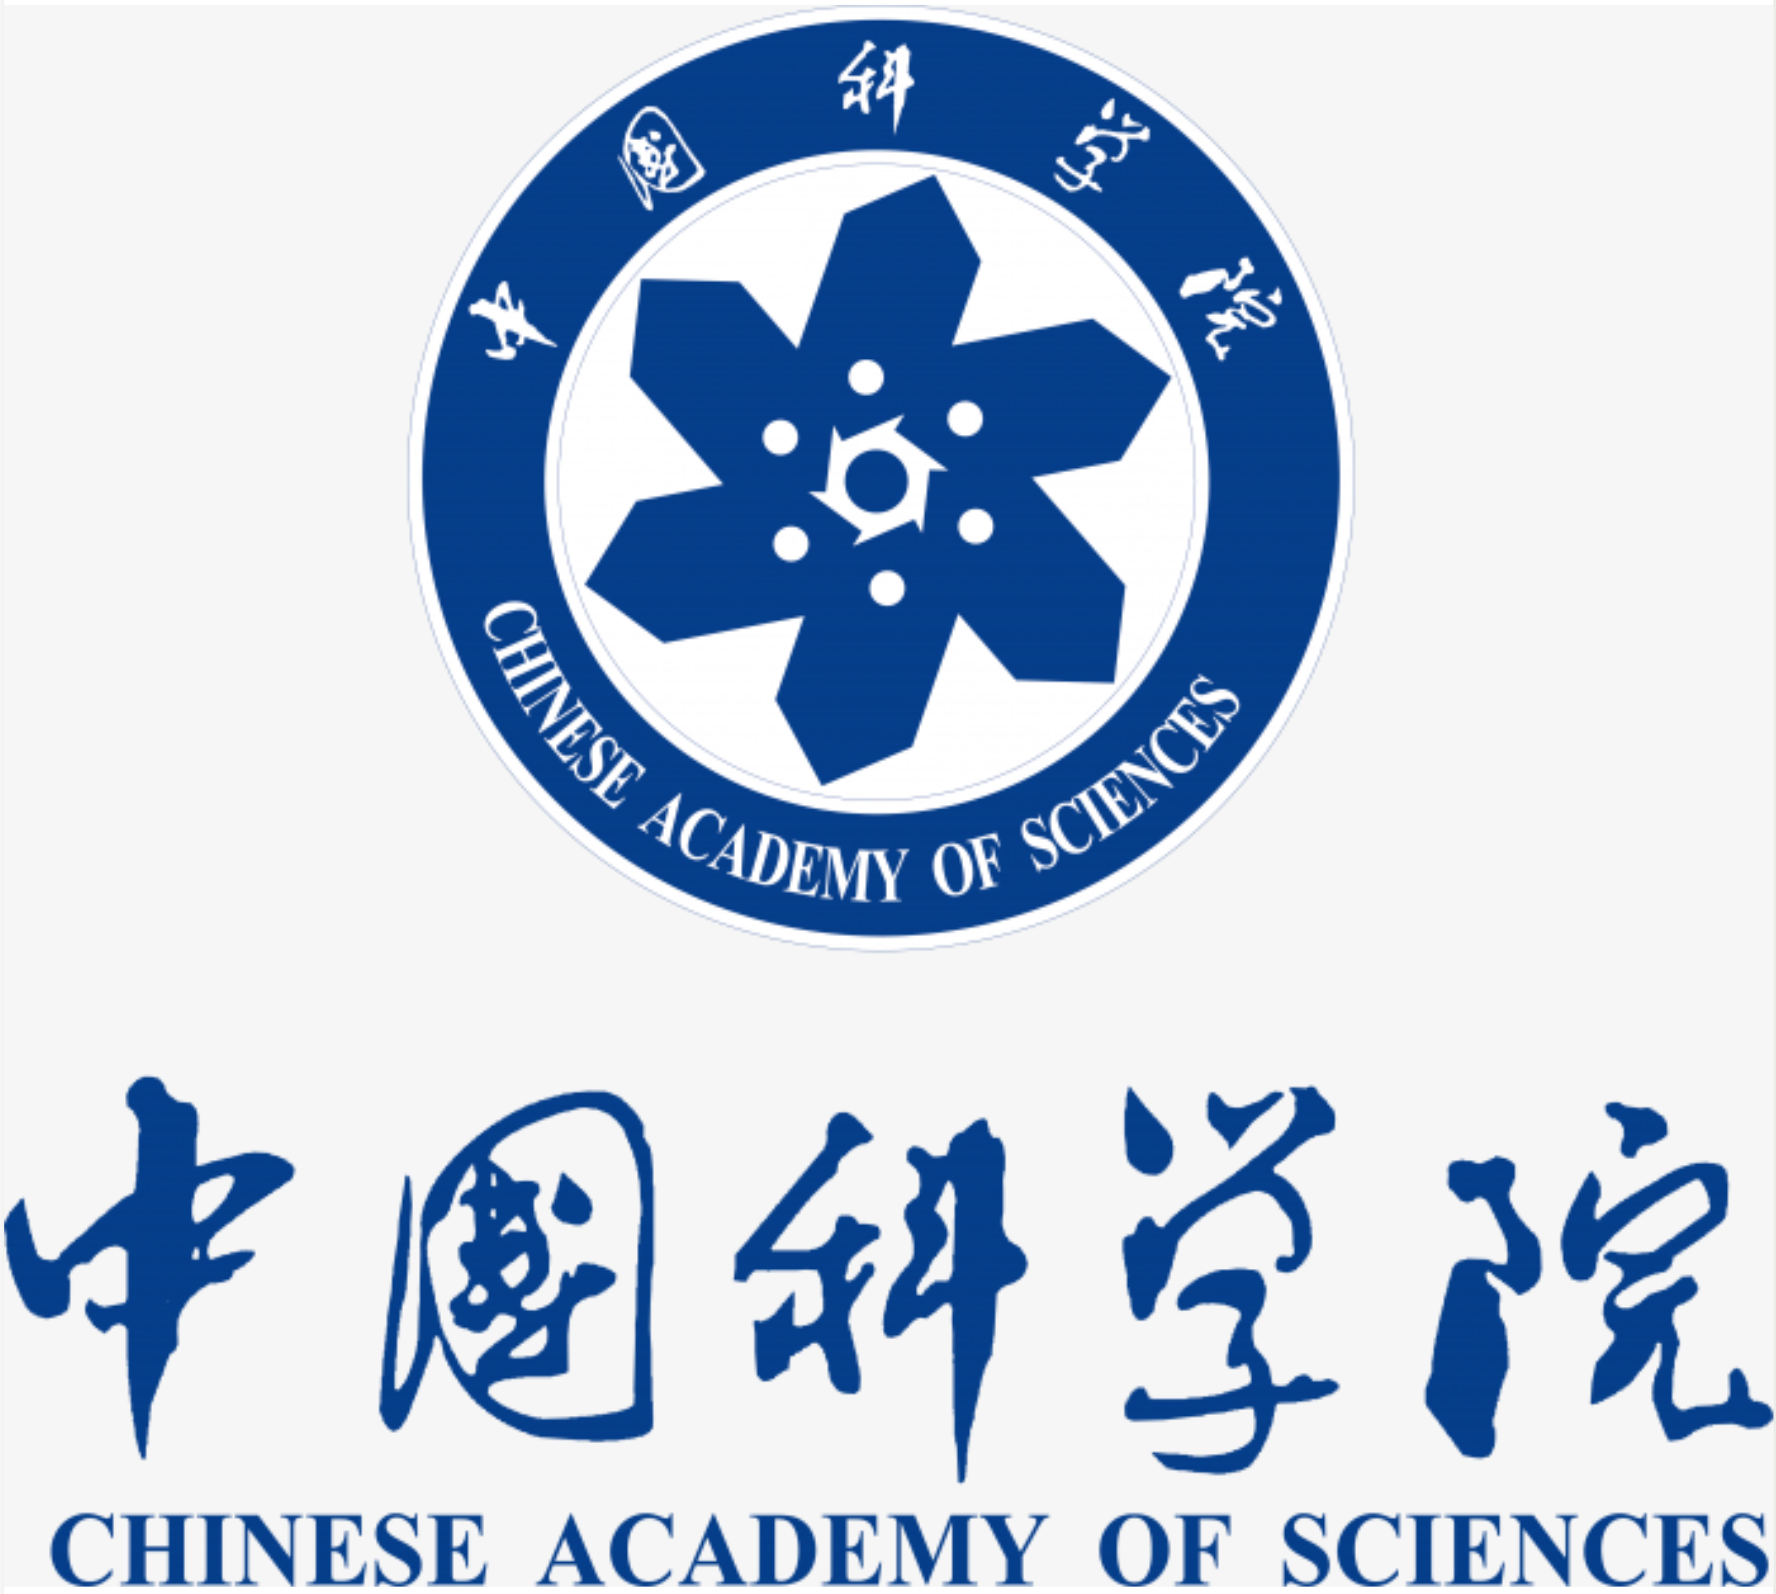 中國科学院
CHINESE ACADEMY OF SCIENCES
中國科学院
CHINESE ACADEMY OF SCIENCES